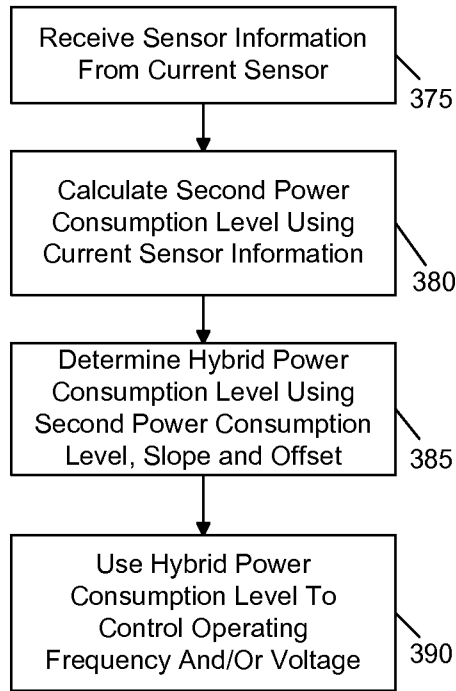 Receive Sensor Information
From Current Sensor
375
Calculate Second Power
Consumption Level Using
Current Sensor Information
380
Determine Hybrid Power
Consumption Level Using
Second Power Consumption
Level, Slope and Offset
385
Use Hybrid Power
Consumption Level To
Control Operating
Frequency And/Or Voltage
390